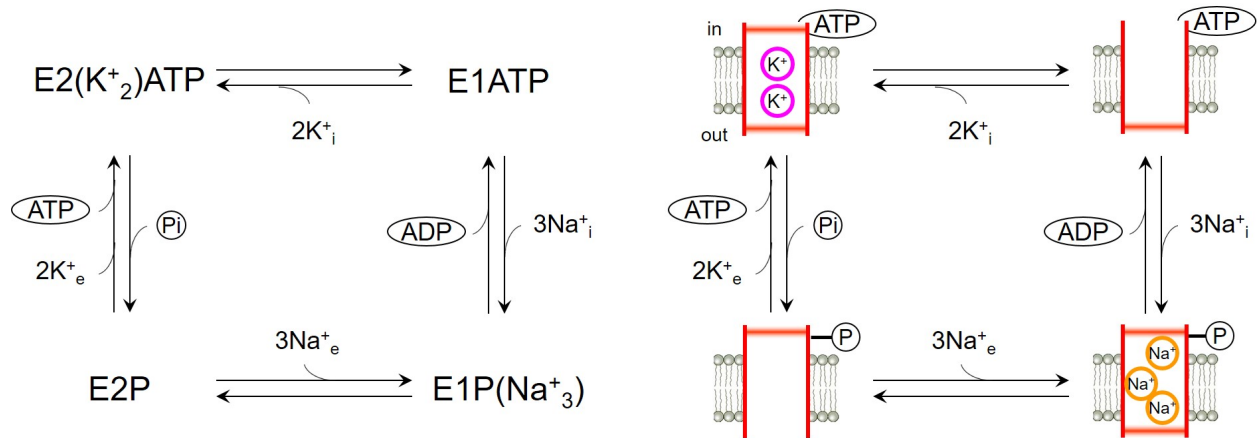 E2(K⁺₂)ATP
E1ATP
2K⁺ᵢ
ATP
Pi
2K⁺ₑ
ADP
3Na⁺ᵢ
3Na⁺ₑ
E2P
E1P(Na⁺₃)
in
ATP
K⁺
K⁺
out
ATP
2K⁺ᵢ
ATP
Pi
2K⁺ₑ
ADP
3Na⁺ᵢ
P
3Na⁺ₑ
P
Na⁺
Na⁺
Na⁺